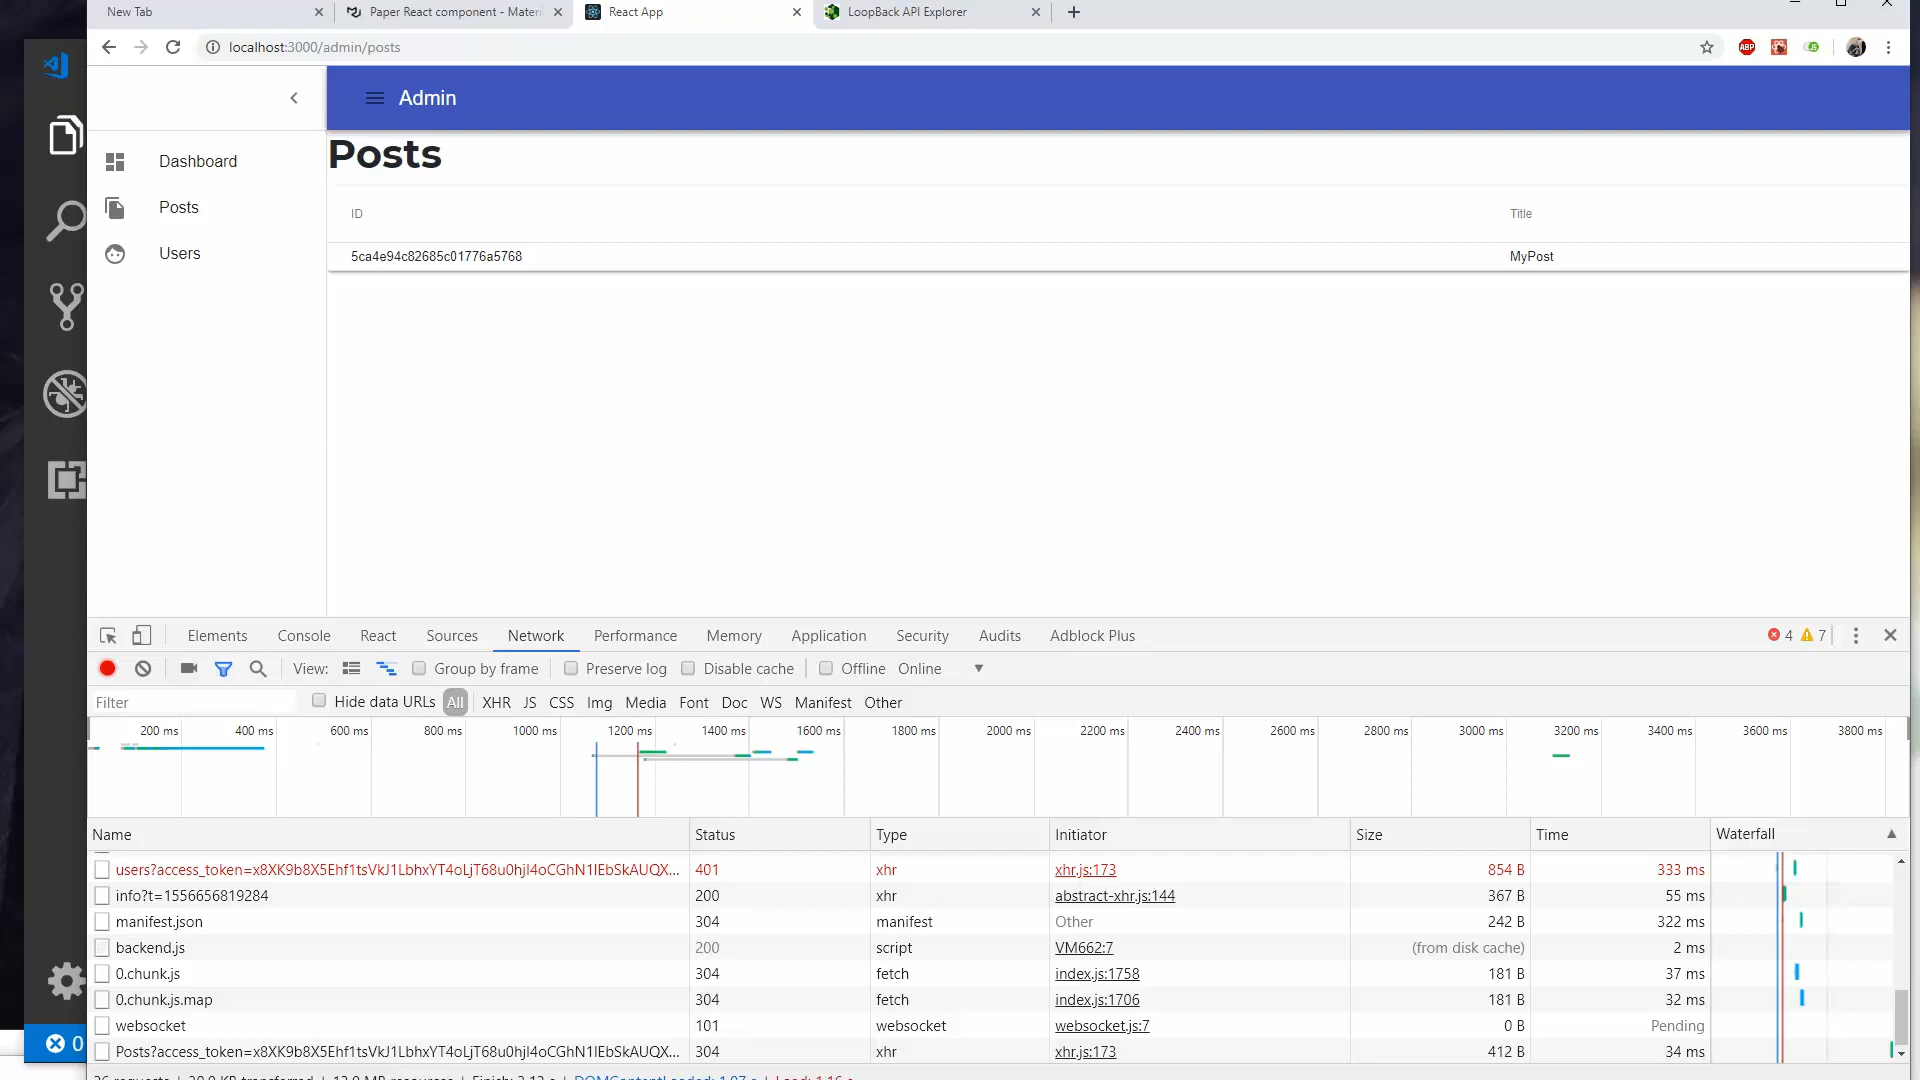 New Tab
Paper React component - Materi
React App
LoopBack API Explorer
localhost:3000/admin/posts
ABP
Admin
Dashboard
Posts
Users
Posts
ID Title
5ca4e94c82685c01776a5768 MyPost
Elements Console React Sources Network Performance Memory Application Security Audits Adblock Plus 4 7
View: Group by frame Preserve log Disable cache Offline Online
Filter Hide data URLs All XHR JS CSS Img Media Font Doc WS Manifest Other
200 ms 400 ms 600 ms 800 ms 1000 ms 1200 ms 1400 ms 1600 ms 1800 ms 2000 ms 2200 ms 2400 ms 2600 ms 2800 ms 3000 ms 3200 ms 3400 ms 3600 ms 3800 ms
Name Status Type Initiator Size Time Waterfall
users?access_token=x8XK9b8X5Ehf1tsVkJ1LbhxYT4oLjT68u0hjI4oCGhN1IEbSkAUQX... 401 xhr xhr.js:173 854 B 333 ms
info?t=1556656819284 200 xhr abstract-xhr.js:144 367 B 55 ms
manifest.json 304 manifest Other 242 B 322 ms
backend.js 200 script VM662:7 (from disk cache) 2 ms
0.chunk.js 304 fetch index.js:1758 181 B 37 ms
0.chunk.js.map 304 fetch index.js:1706 181 B 32 ms
websocket 101 websocket websocket.js:7 0 B Pending
Posts?access_token=x8XK9b8X5Ehf1tsVkJ1LbhxYT4oLjT68u0hjI4oCGhN1IEbSkAUQX... 304 xhr xhr.js:173 412 B 34 ms
0